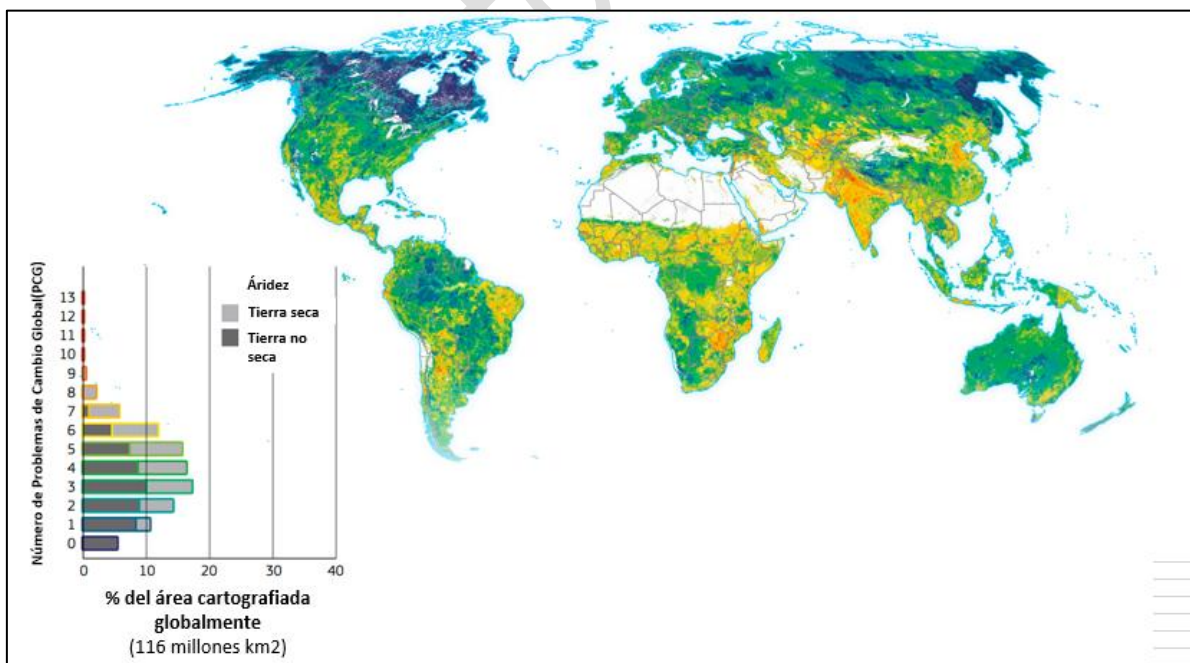 Número de Problemas de Cambio Global(PCG)
13
12
11
10
9
8
7
6
5
4
3
2
1
0
Áridez
Tierra seca
Tierra no
seca
0 10 20 30 40
% del área cartografiada
globalmente
(116 millones km2)